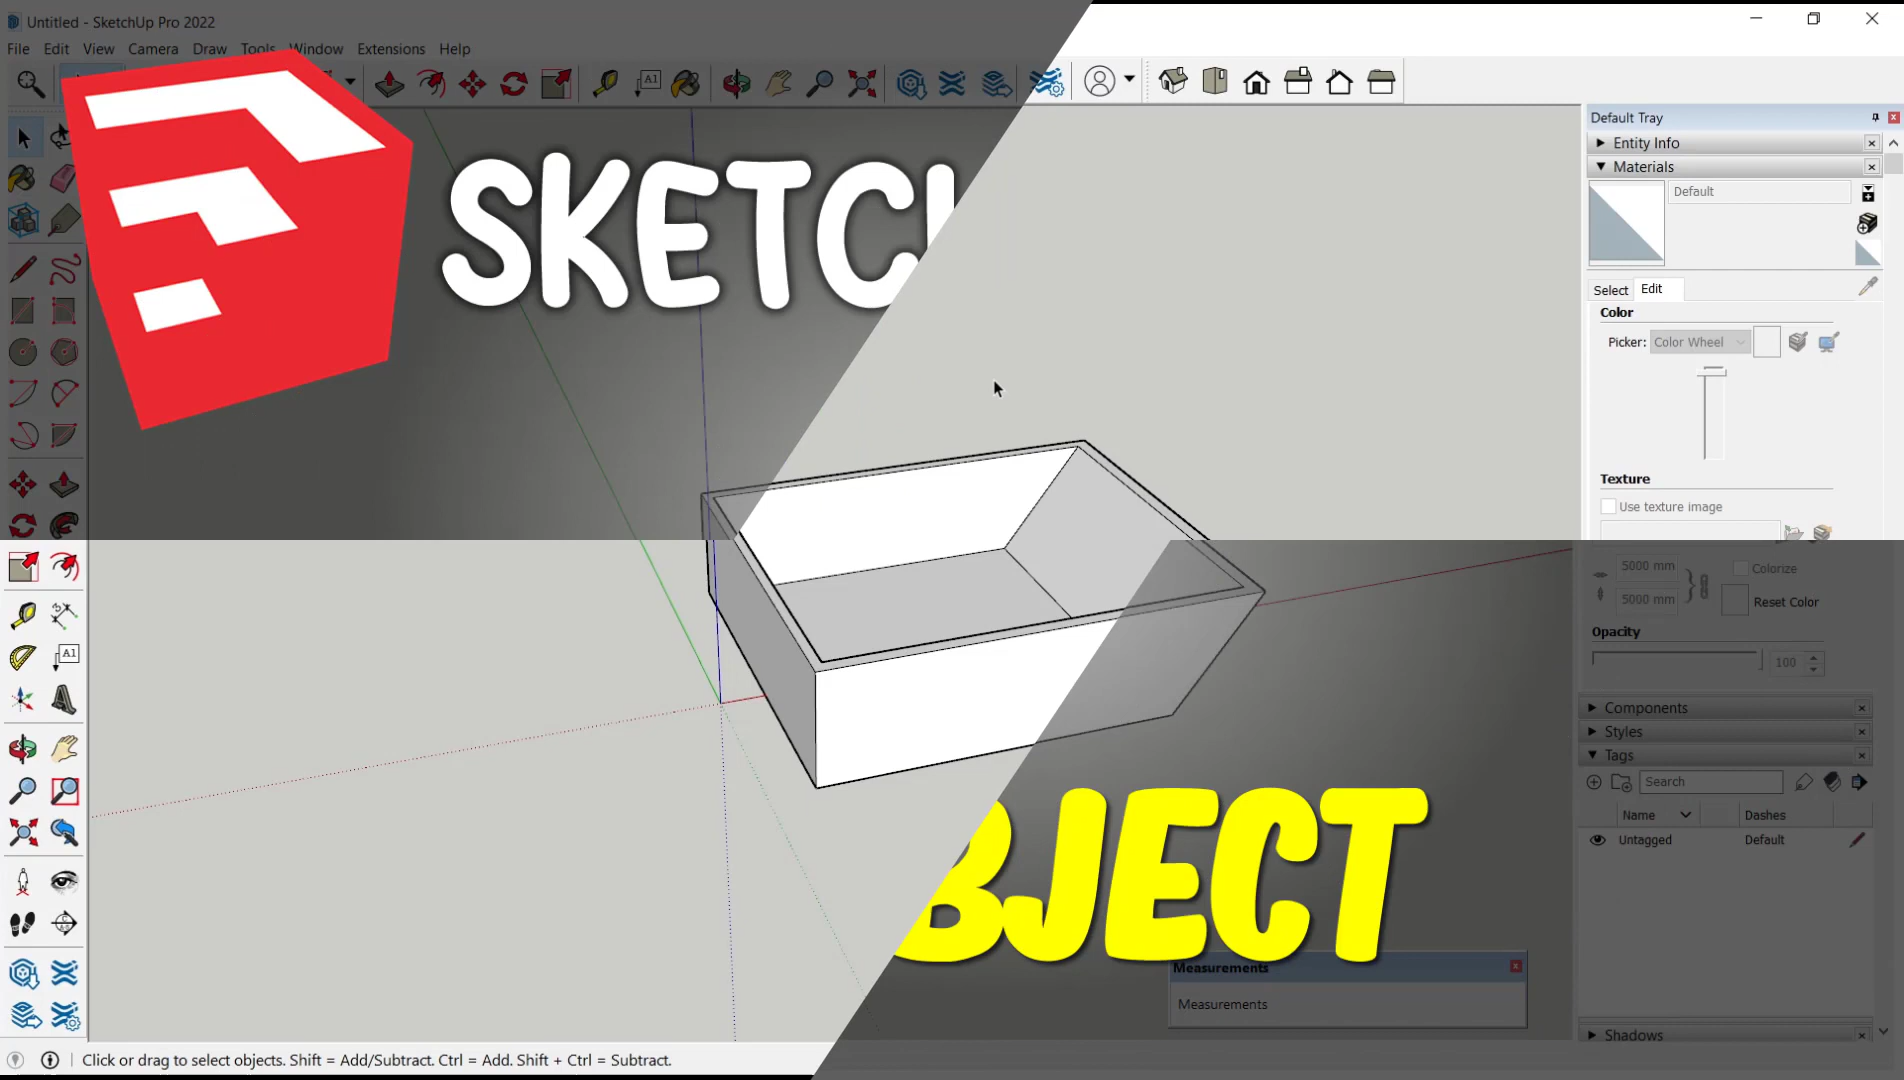 Untitled - SketchUp Pro 2022
File Edit View Camera Draw Tools Window Extensions Help
A1
SKETCH
Default Tray
Entity Info
Materials
Default
Select Edit
Color
Picker: Color Wheel
Texture
Use texture image
5000 mm Colorize
5000 mm Reset Color
Opacity
100
A1
Components
Styles
Tags
Search
Name Dashes
Untagged Default
BJECT
Measurements
Measurements
Shadows
Click or drag to select objects. Shift = Add/Subtract. Ctrl = Add. Shift + Ctrl = Subtract.